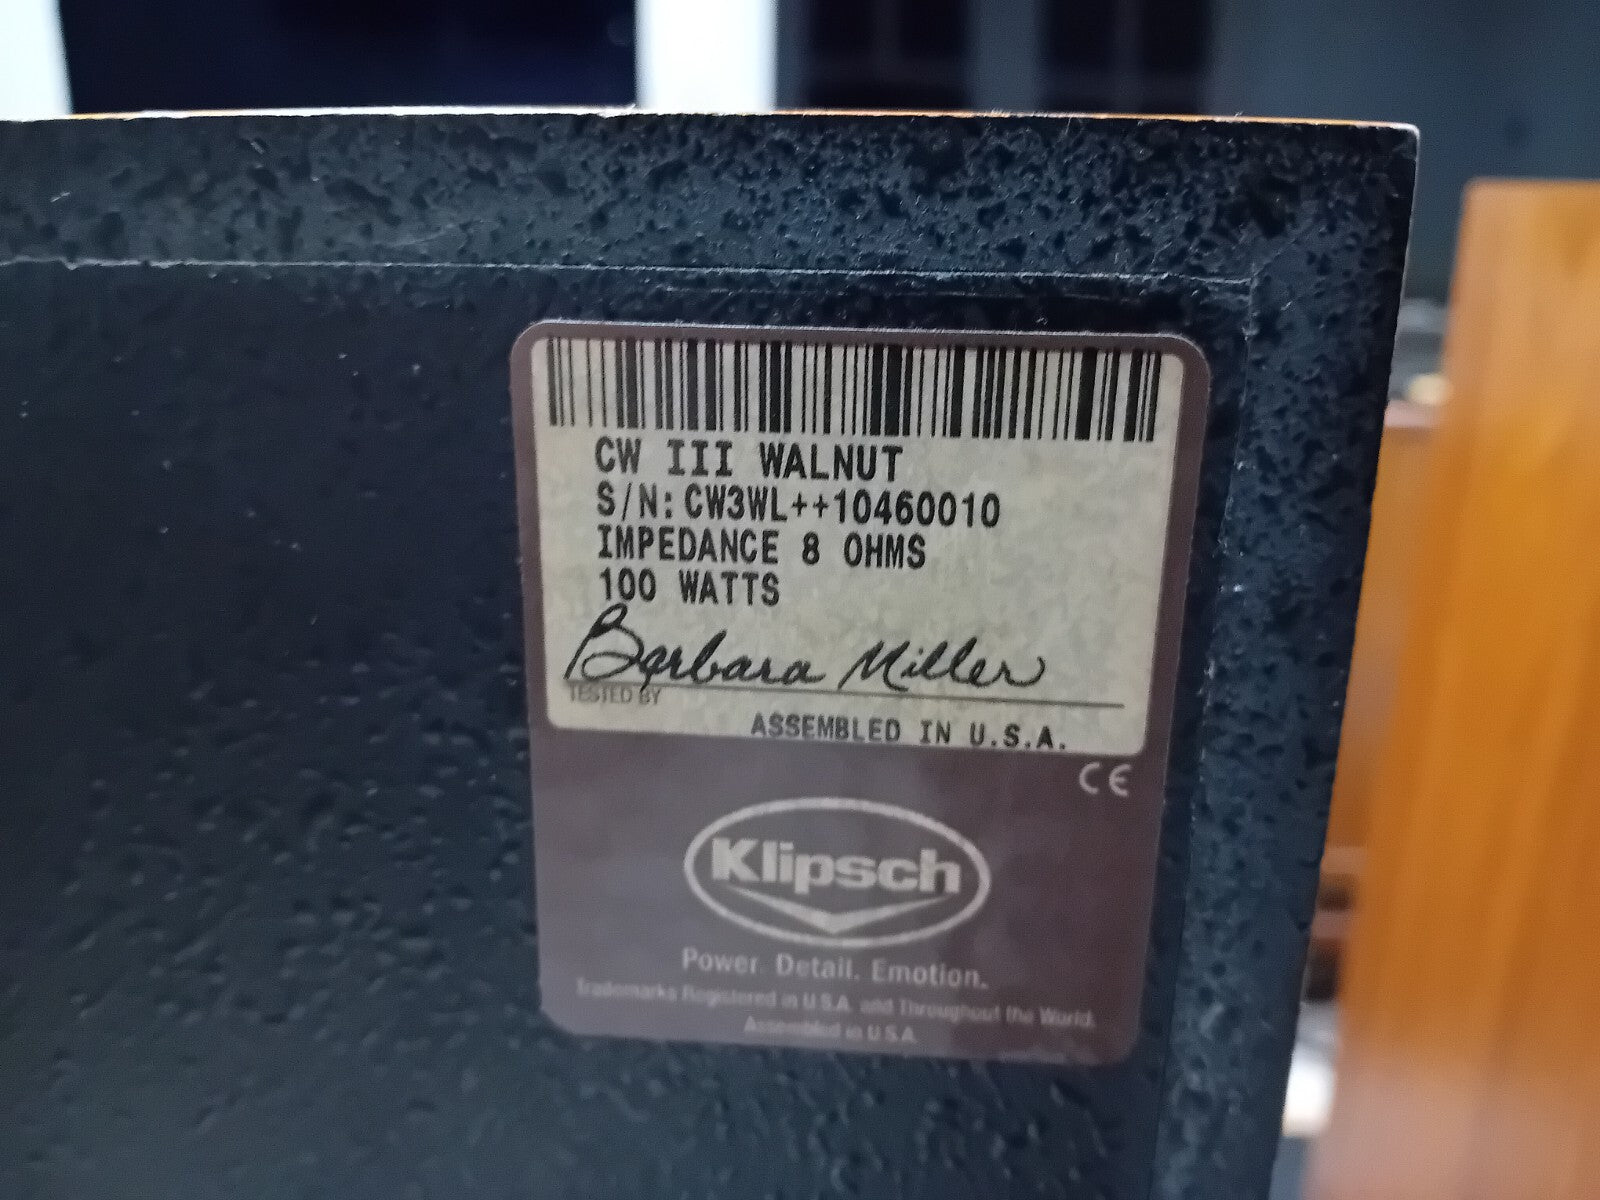 CW III WALNUT
S/N: CW3WL++10460010
IMPEDANCE 8 OHMS
100 WATTS
Barbara Miller
TESTED BY
ASSEMBLED IN U.S.A.
CE
Klipsch
Power. Detail. Emotion.
Trademarks Registered in U.S.A. and Throughout the World.
Assembled in U.S.A.